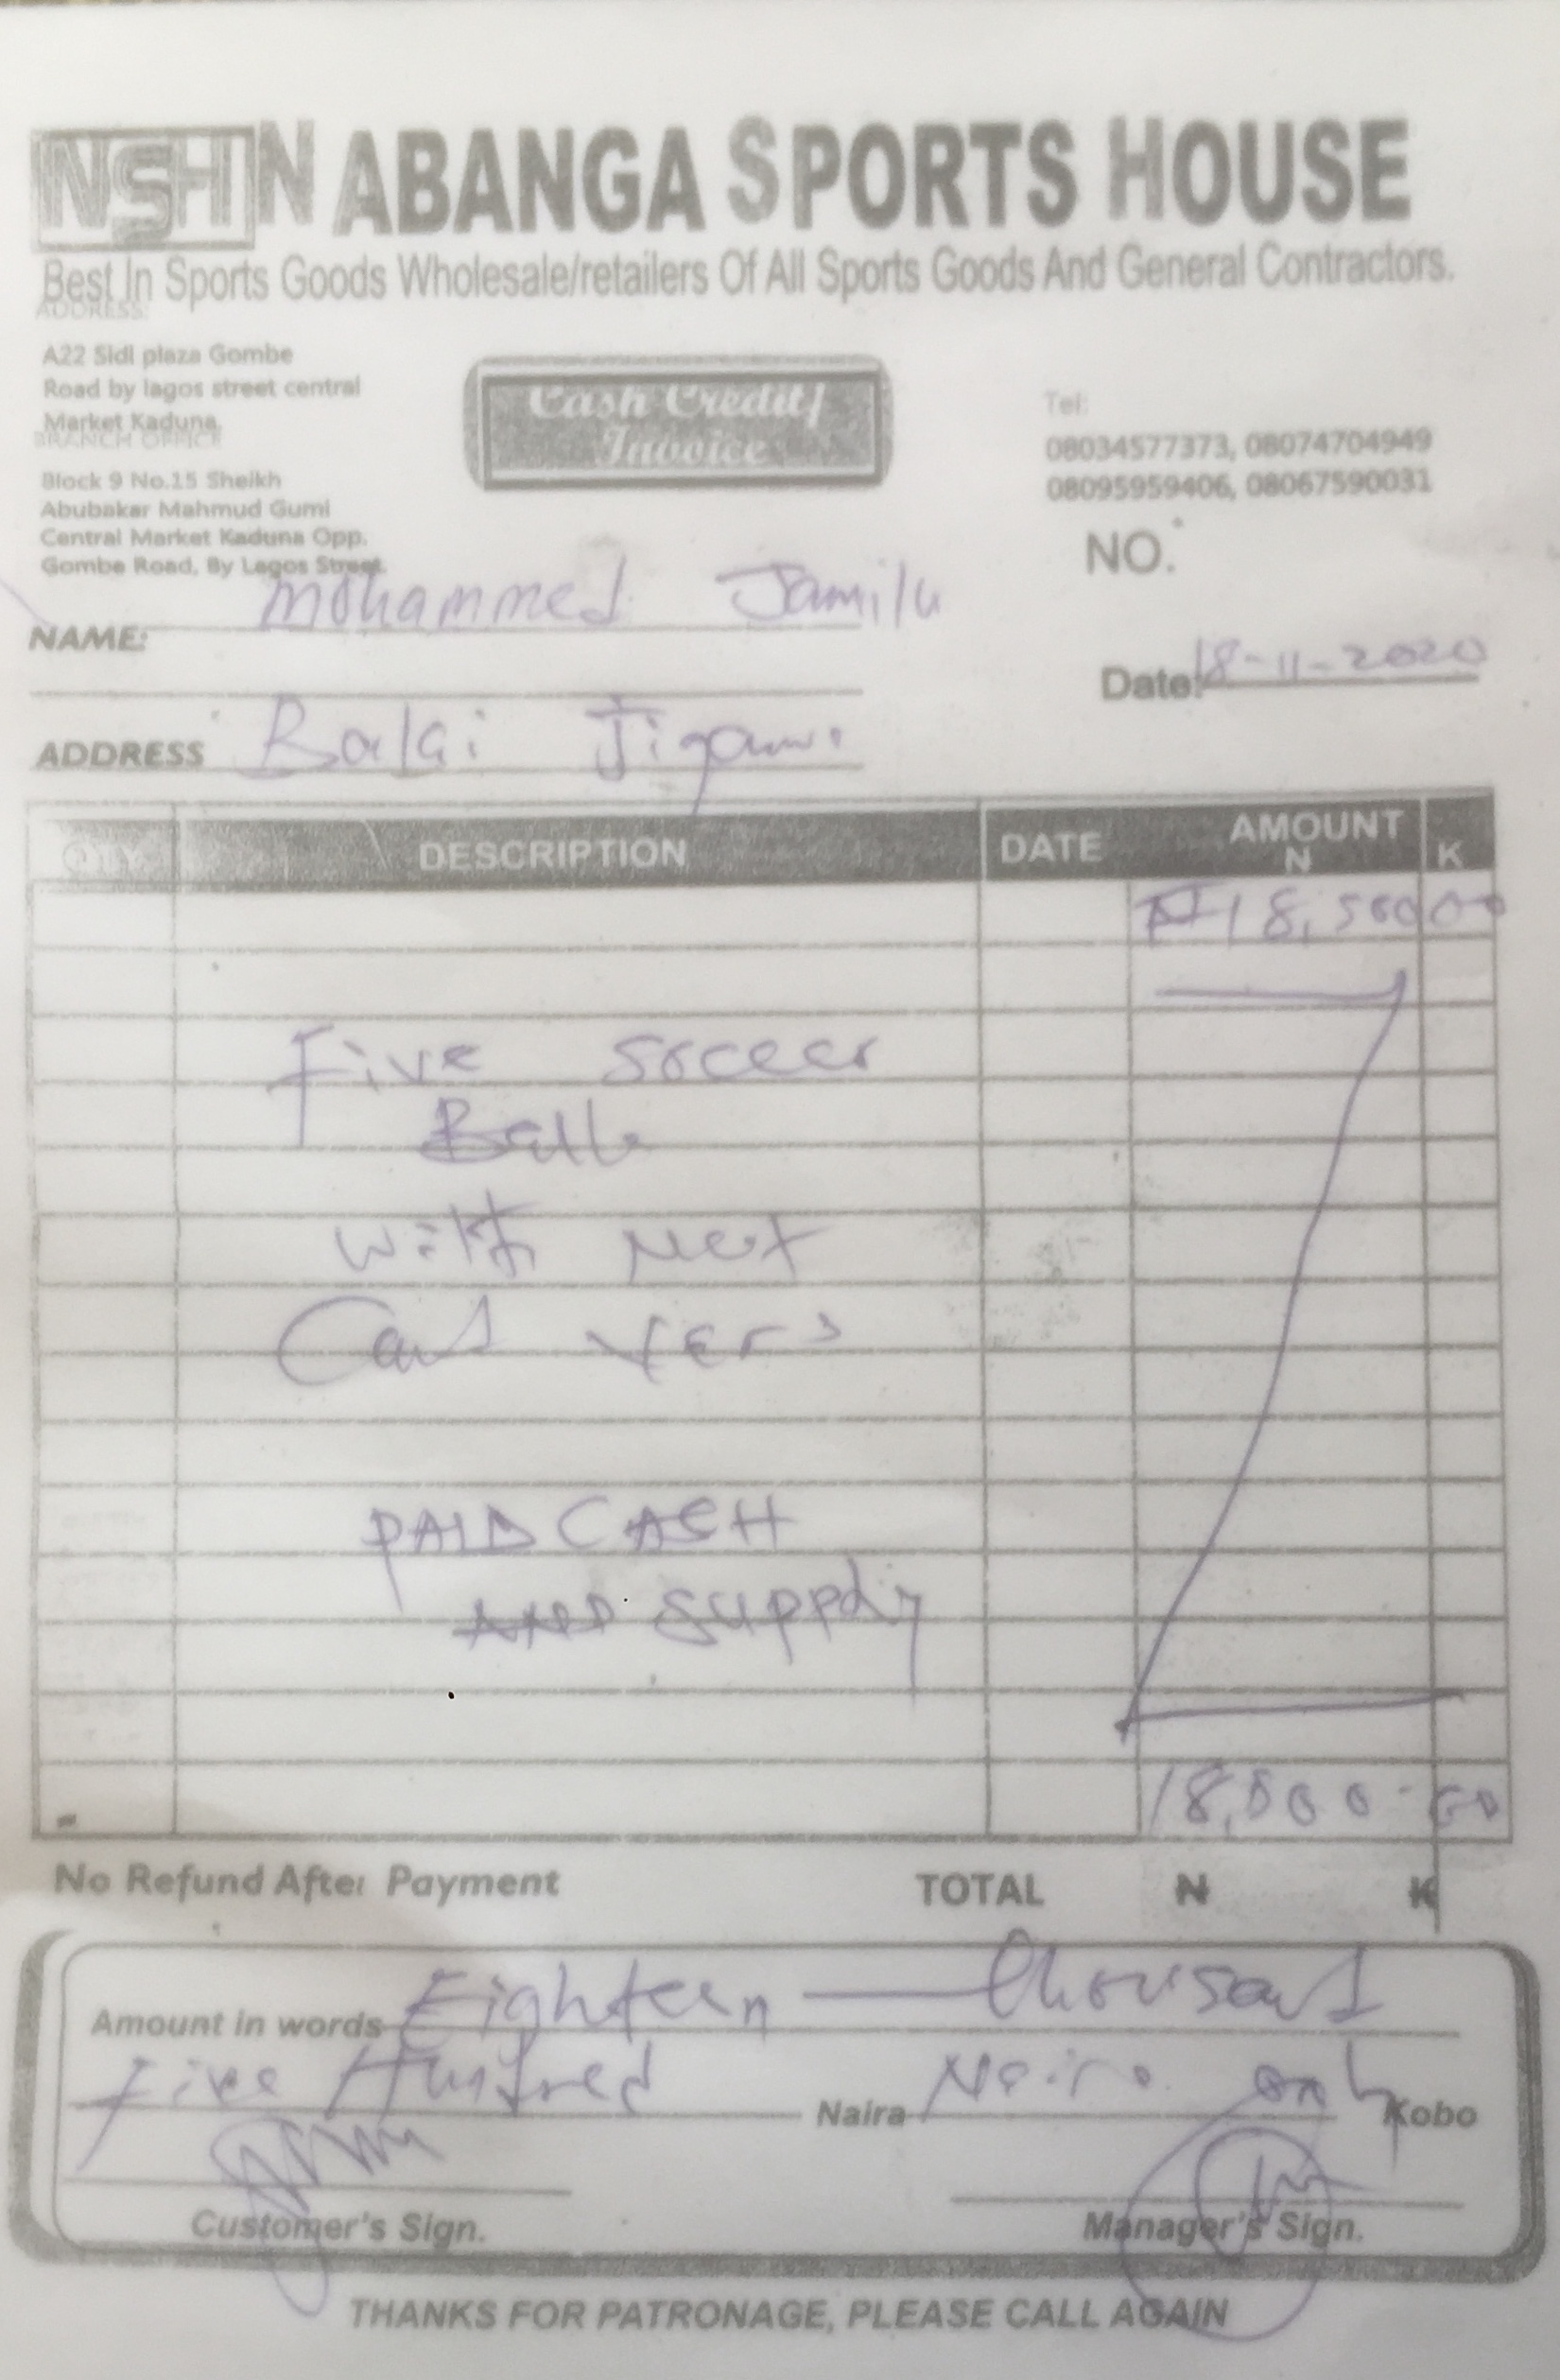 NSH NABANGA SPORTS HOUSE
Best In Sports Goods Wholesale/retailers Of All Sports Goods And General Contractors.
ADDRESS:
A22 Sidi plaza Gombe
Road by lagos street central
Market Kaduna.
BRANCH OFFICE
Block 9 No.15 Sheikh
Abubakar Mahmud Gumi
Central Market Kaduna Opp.
Gombe Road, By Lagos Street.
Cash Credit/
Invoice
Tel:
08034577373, 08074704949
08095959406, 08067590031
NO.
NAME: Mohammed Jamilu
Date: 18-11-2020
ADDRESS Jigawa
QTY DESCRIPTION DATE AMOUNT
N K
₦18,500 00
Five soccer
Balls
with Net
PAID CASH
AND supply
18,500-00
No Refund After Payment TOTAL N K
Amount in words Eighteen thousand
Five Hundred Naira Naira only Kobo
Customer's Sign. Manager's Sign.
THANKS FOR PATRONAGE, PLEASE CALL AGAIN